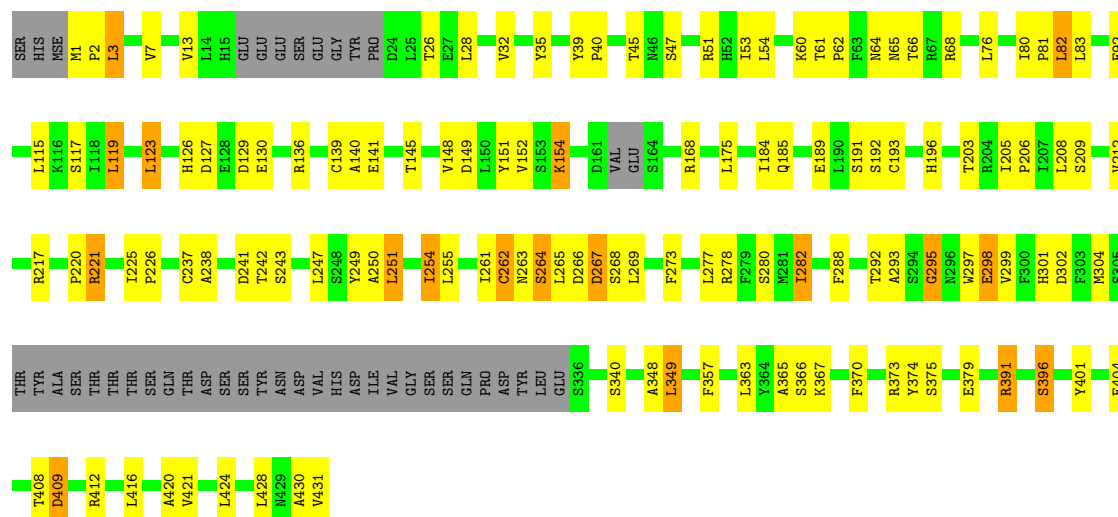 SER HIS MSE M1 P2 L3 V7 V13 L14 H15 GLU GLU GLU SER GLU GLY TYR PRO D24 L25 T26 E27 L28 V32 Y35 Y39 P40 T45 N46 S47 R51 H52 I53 L54 K60 T61 P62 F63 N64 N65 T66 R67 R68 L76 I80 P81 L82 L83
L115 K116 S117 I118 L119 L123 H126 D127 E128 D129 E130 R136 C139 A140 E141 T145 V148 D149 L150 Y151 V152 S153 K154 D161 VAL GLU S164 R168 L175 I184 Q185 E189 L190 S191 S192 C193 H196 T203 R204 I205 P206 I207 L208 S209
R217 P220 R221 I225 P226 C237 A238 D241 T242 S243 L247 S248 Y249 A250 L251 I254 L255 I261 C262 N263 S264 L265 D266 D267 S268 L269 F273 L277 R278 F279 S280 M281 I282 F288 T292 A293 S294 G295 N296 W297 E298 V299 F300 H301 D302 F303 M304 S305
THR TYR ALA SER THR THR THR SER GLN THR ASP SER SER TYR ASN ASP VAL HIS ASP ILE VAL GLY SER SER GLN PRO ASP TYR LEU GLU S336 S340 A348 L349 F357 L363 Y364 A365 S366 K367 F370 R373 Y374 S375 E379 R391 S396 Y401
T408 D409 R412 L416 A420 V421 L424 L428 N429 A430 V431